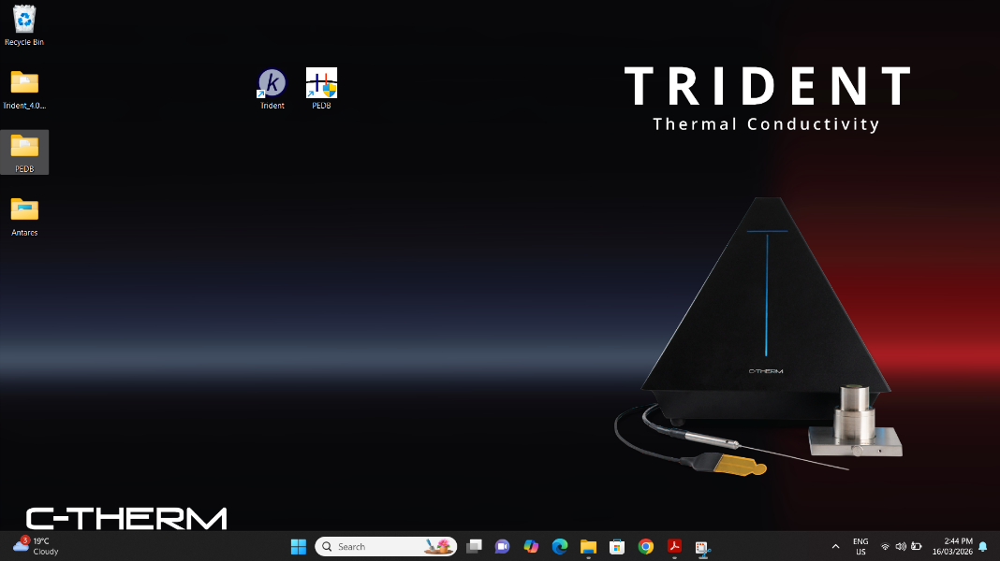 Recycle Bin
Trident_4.0....
PEDB
Antares
k
Trident
PEDB
TRIDENT
Thermal Conductivity
C-THERM
C-THERM
3
19°C
Cloudy
Search
ENG
US
2:44 PM
16/03/2026